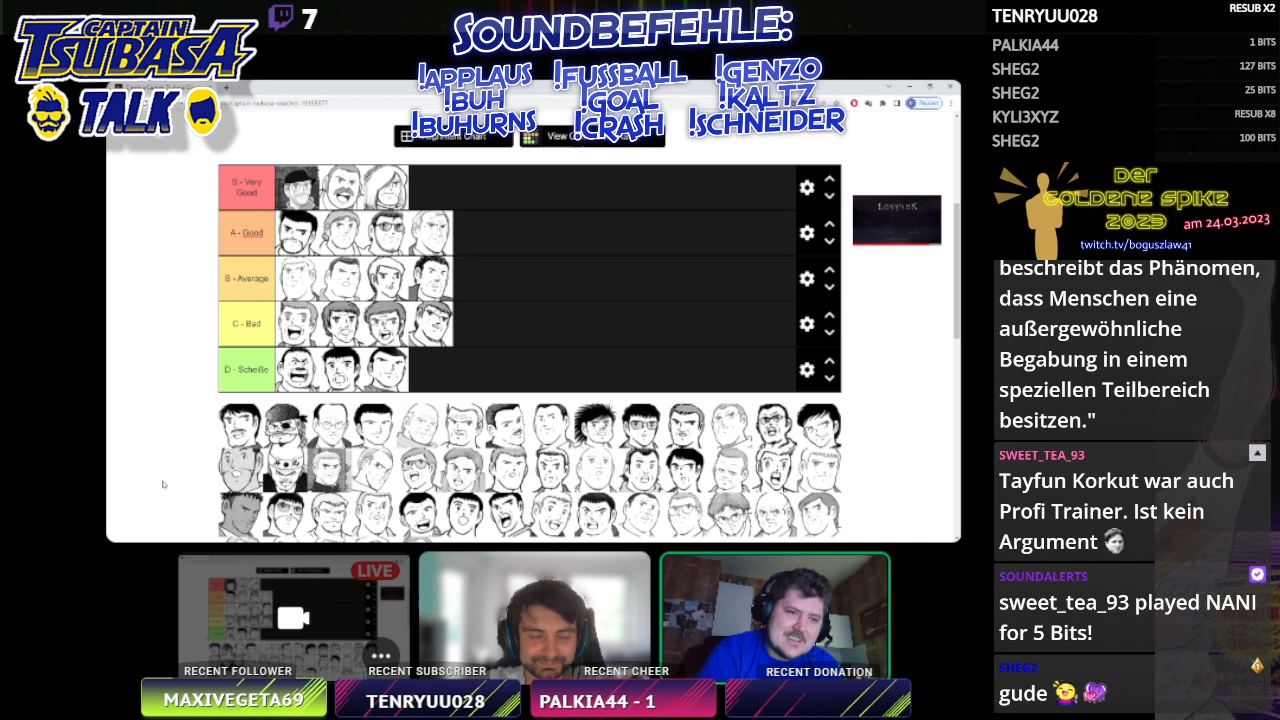 CAPTAIN
TSUBASA
TALK
7
SOUNDBEFEHLE:
!APPLAUS
!FUSSBALL
!GENZO
!BUH
!GOAL
!KALTZ
!BUHURNS
!CRASH
!SCHNEIDER
TENRYUU028
RESUB X2
PALKIA44
1 BITS
SHEG2
127 BITS
SHEG2
25 BITS
KYLI3XYZ
RESUB X8
SHEG2
100 BITS
DER
GOLDENE SPIKE
2023
am 24.03.2023
twitch.tv/boguszlaw41
beschreibt das Phänomen,
dass Menschen eine
außergewöhnliche
Begabung in einem
speziellen Teilbereich
besitzen."
SWEET_TEA_93
Tayfun Korkut war auch
Profi Trainer. Ist kein
Argument
SOUNDALERTS
sweet_tea_93 played NANI
for 5 Bits!
SHEG2
gude
View
S - Very
Good
A - Good
B - Average
C - Bad
D - Scheiße
LIVE
RECENT FOLLOWER
RECENT SUBSCRIBER
RECENT CHEER
RECENT DONATION
MAXIVEGETA69
TENRYUU028
PALKIA44 - 1